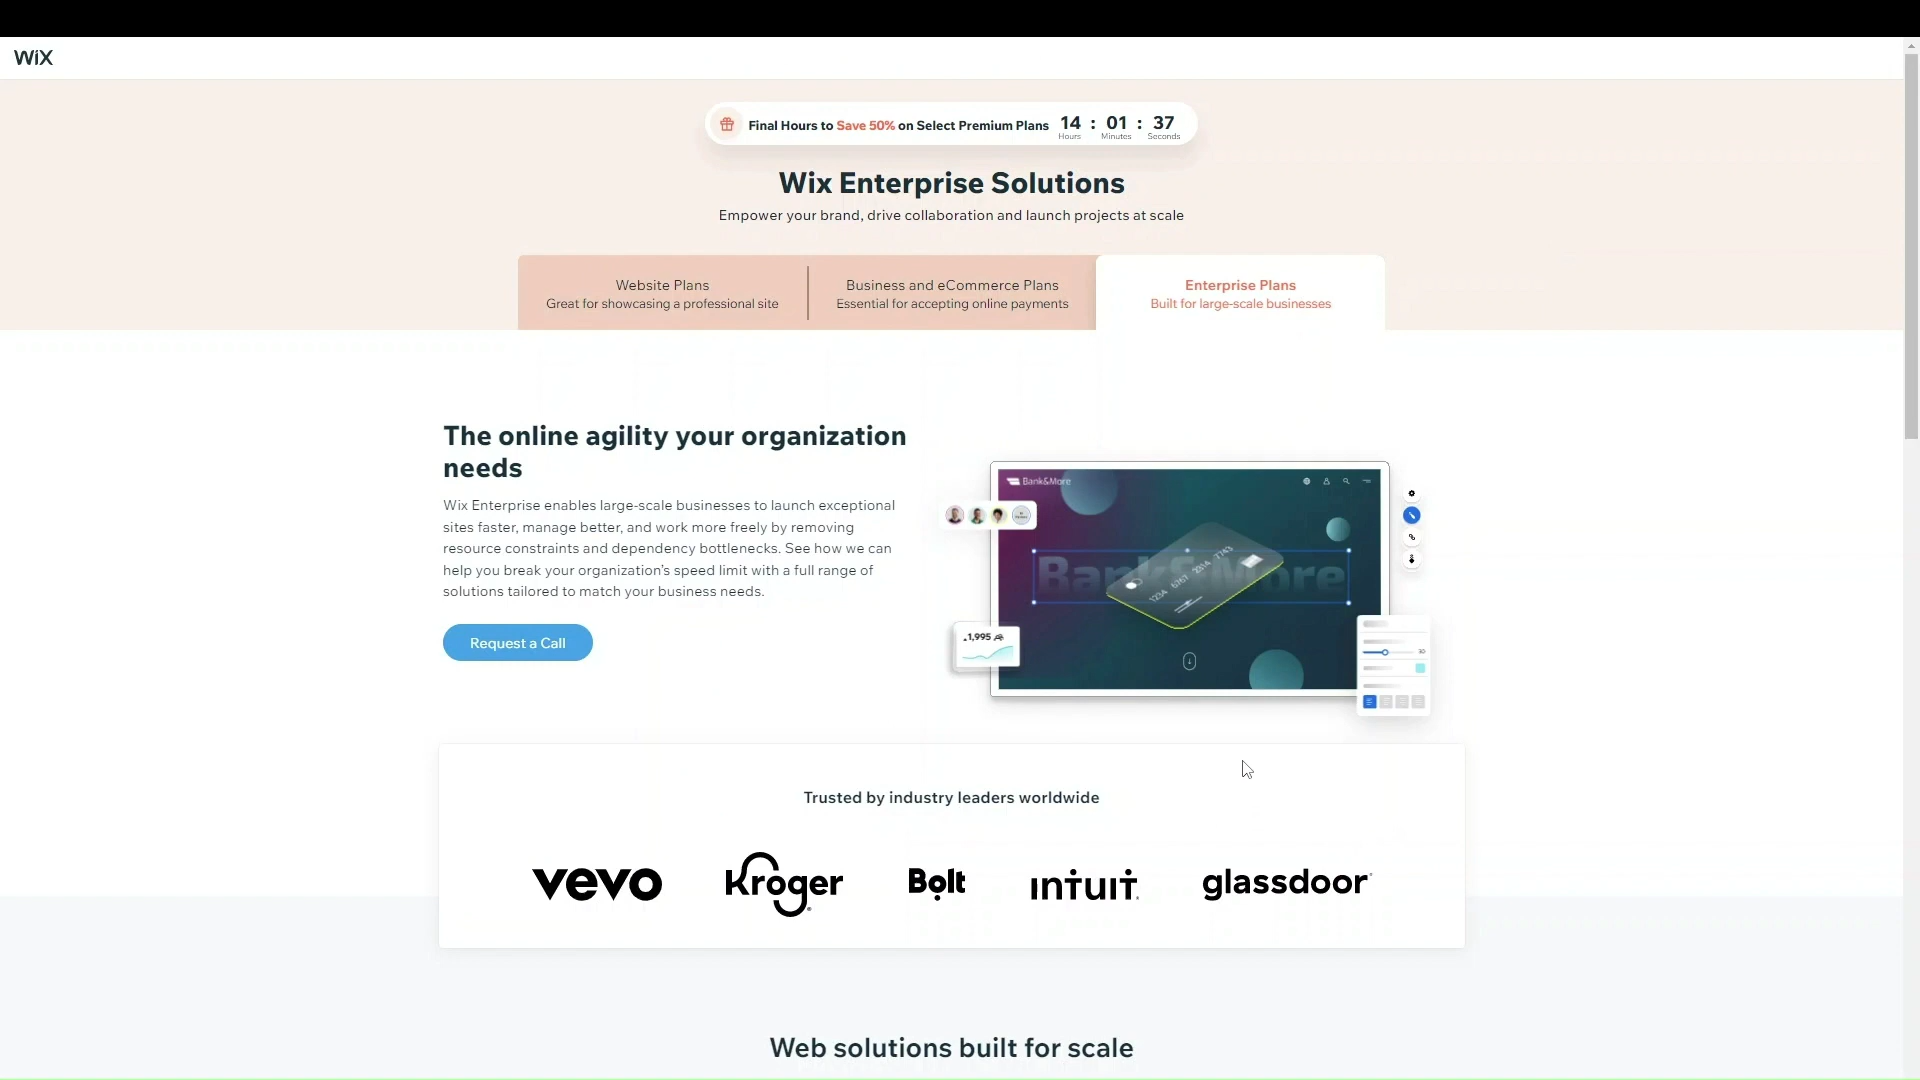 WiX
Final Hours to Save 50% on Select Premium Plans 14 : 01 : 37
Hours Minutes Seconds
Wix Enterprise Solutions
Empower your brand, drive collaboration and launch projects at scale
Website Plans
Great for showcasing a professional site
Business and eCommerce Plans
Essential for accepting online payments
Enterprise Plans
Built for large-scale businesses
The online agility your organization
needs
Wix Enterprise enables large-scale businesses to launch exceptional
sites faster, manage better, and work more freely by removing
resource constraints and dependency bottlenecks. See how we can
help you break your organization’s speed limit with a full range of
solutions tailored to match your business needs.
Request a Call
Bank&More
Bank&More
1234 5767 2314 7743
1,995
30
Trusted by industry leaders worldwide
vevo
Kroger
Bolt
intuit.
glassdoor
Web solutions built for scale